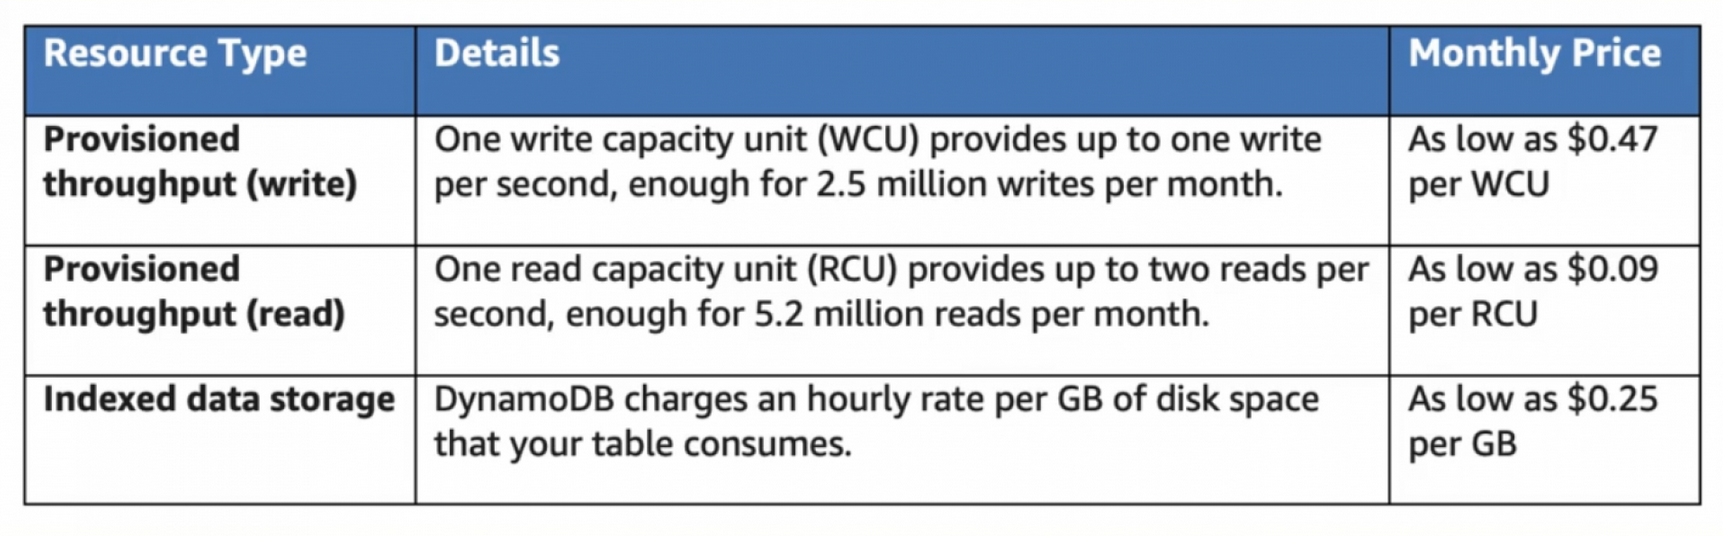 Resource Type
Details
Monthly Price
Provisioned
throughput (write)
One write capacity unit (WCU) provides up to one write
per second, enough for 2.5 million writes per month.
As low as $0.47
per WCU
Provisioned
throughput (read)
One read capacity unit (RCU) provides up to two reads per
second, enough for 5.2 million reads per month.
As low as $0.09
per RCU
Indexed data storage
DynamoDB charges an hourly rate per GB of disk space
that your table consumes.
As low as $0.25
per GB